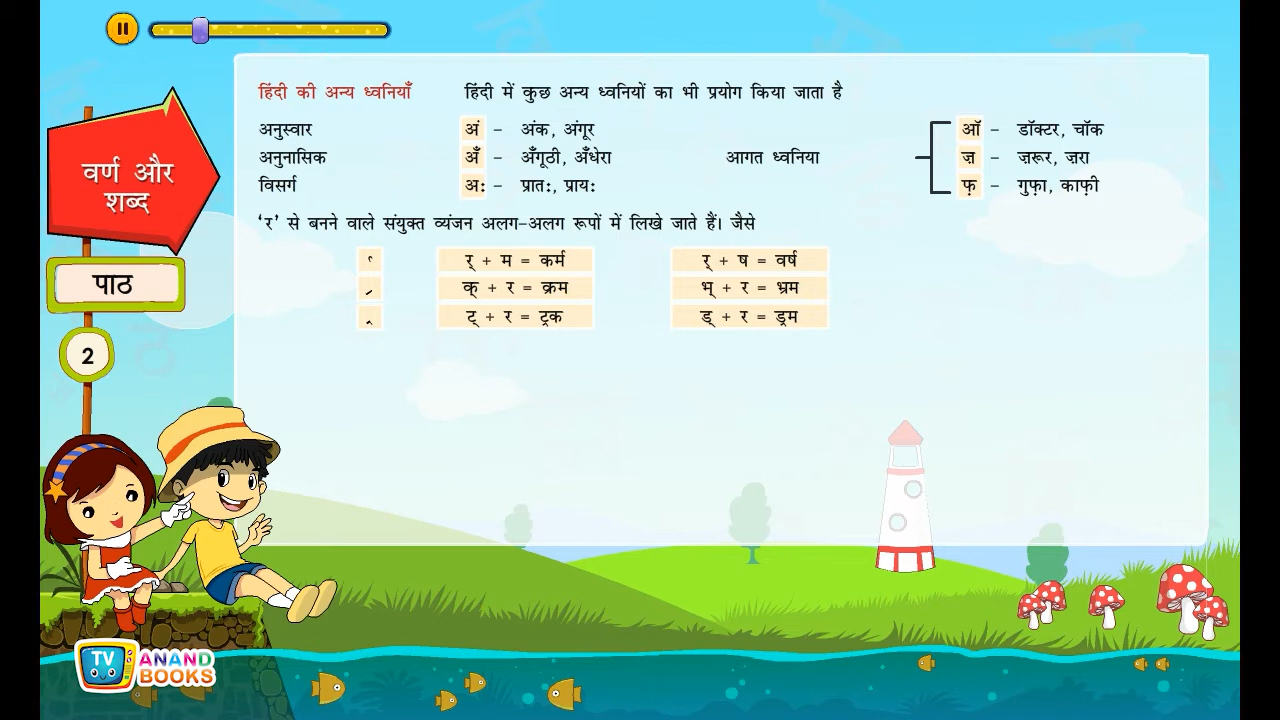 हिंदी की अन्य ध्वनियाँ हिंदी में कुछ अन्य ध्वनियों का भी प्रयोग किया जाता है
अनुस्वार अं – अंक, अंगूर
अनुनासिक अँ – अँगूठी, अँधेरा
विसर्ग अः – प्रातः, प्रायः
आगत ध्वनिया
ऑ – डॉक्टर, चॉक
ज़ – ज़रूर, ज़रा
फ़ – गुफ़ा, काफ़ी
‘र’ से बनने वाले संयुक्त व्यंजन अलग-अलग रूपों में लिखे जाते हैं। जैसे
र् + म = कर्म र् + ष = वर्ष
क् + र = क्रम भ् + र = भ्रम
ट् + र = ट्रक ड् + र = ड्रम
वर्ण और
शब्द
पाठ
2
TV ANAND
BOOKS